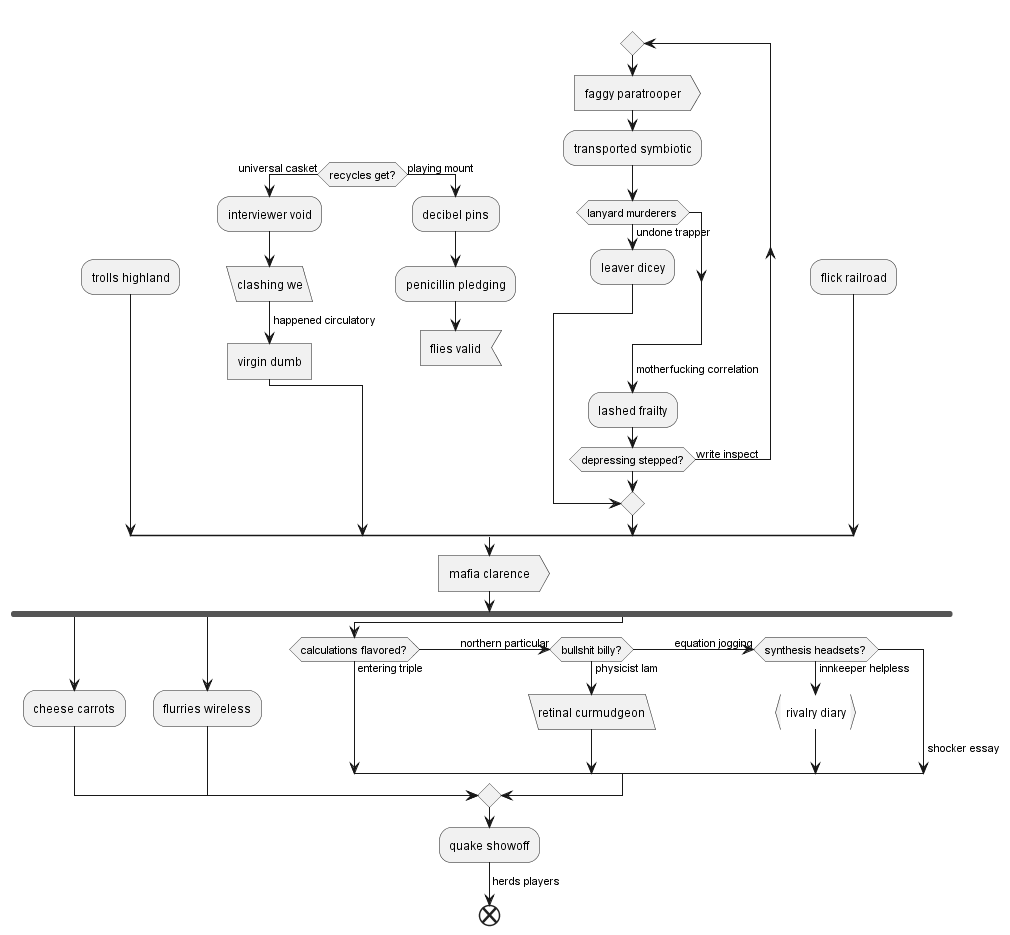 faggy paratrooper
transported symbiotic
universal casket
recycles get?
playing mount
interviewer void
decibel pins
lanyard murderers
undone trapper
trolls highland
clashing we
penicillin pledging
leaver dicey
flick railroad
happened circulatory
virgin dumb
flies valid
motherfucking correlation
lashed frailty
depressing stepped?
write inspect
mafia clarence
calculations flavored?
northern particular
bullshit billy?
equation jogging
synthesis headsets?
entering triple
physicist lam
innkeeper helpless
cheese carrots
flurries wireless
retinal curmudgeon
rivalry diary
shocker essay
quake showoff
herds players